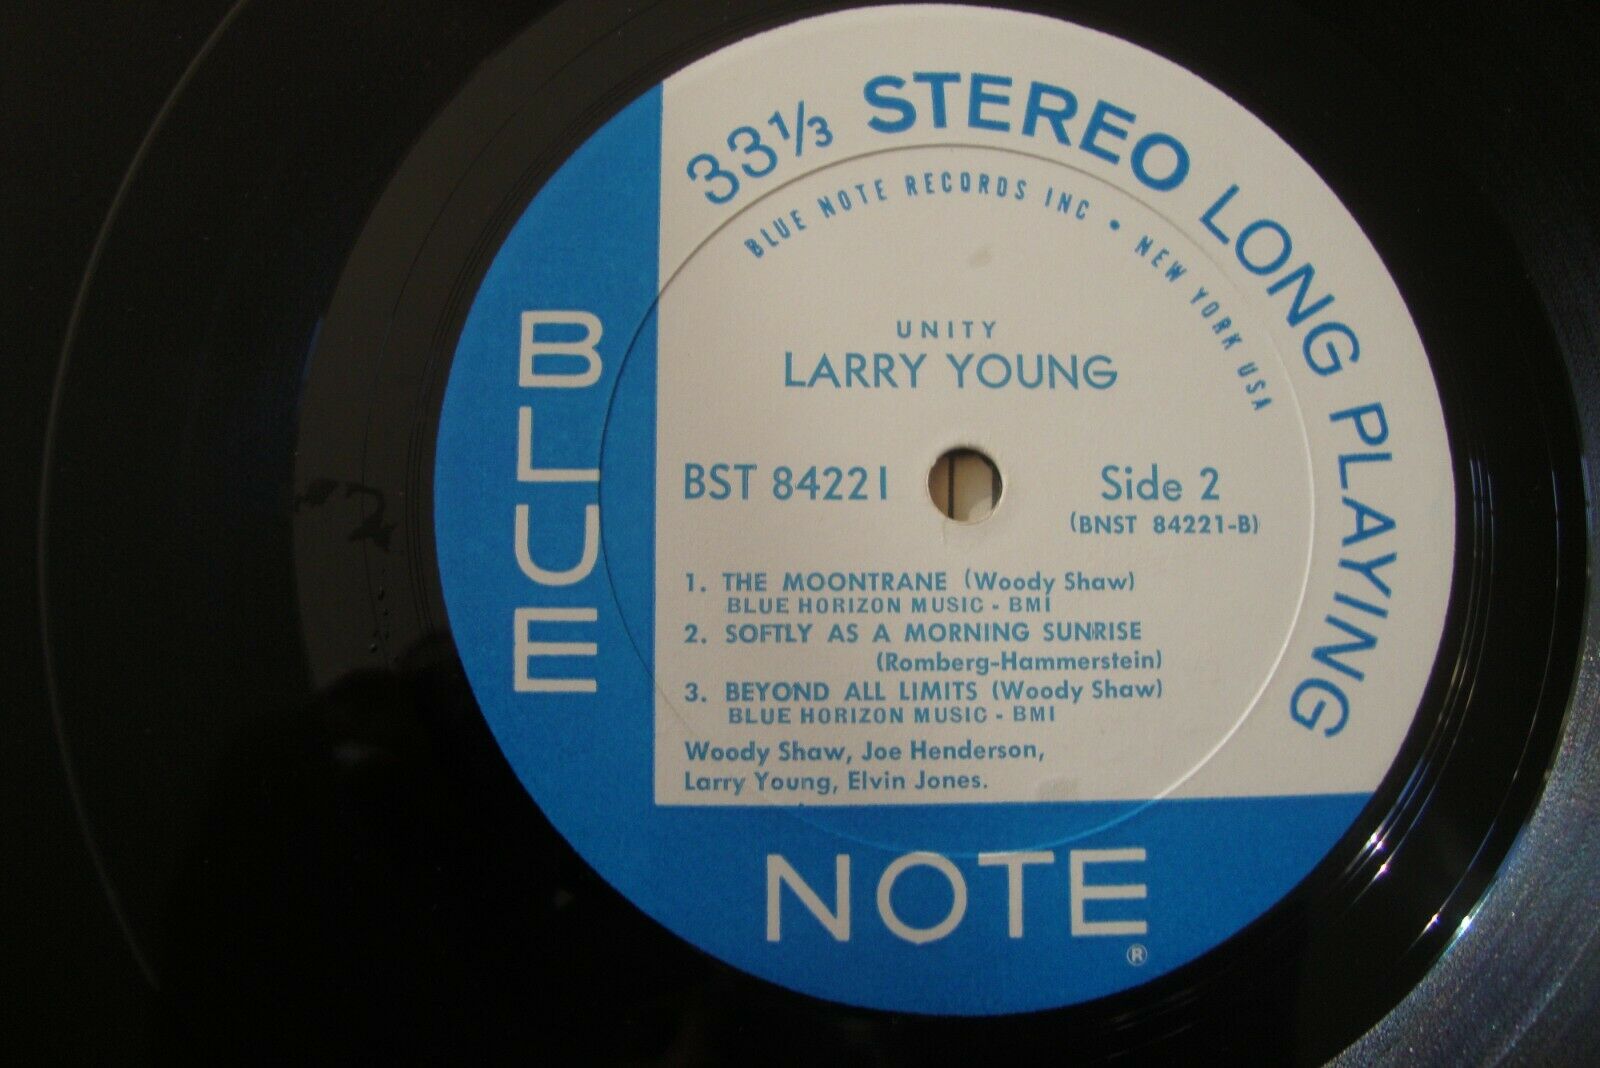 33⅓ STEREO LONG PLAYING
BLUE NOTE RECORDS INC • NEW YORK USA
UNITY
LARRY YOUNG
BST 84221
Side 2
(BNST 84221-B)
1. THE MOONTRANE (Woody Shaw)
BLUE HORIZON MUSIC - BMI
2. SOFTLY AS A MORNING SUNRISE
(Romberg-Hammerstein)
3. BEYOND ALL LIMITS (Woody Shaw)
BLUE HORIZON MUSIC - BMI
Woody Shaw, Joe Henderson,
Larry Young, Elvin Jones.
BLUE
NOTE
®